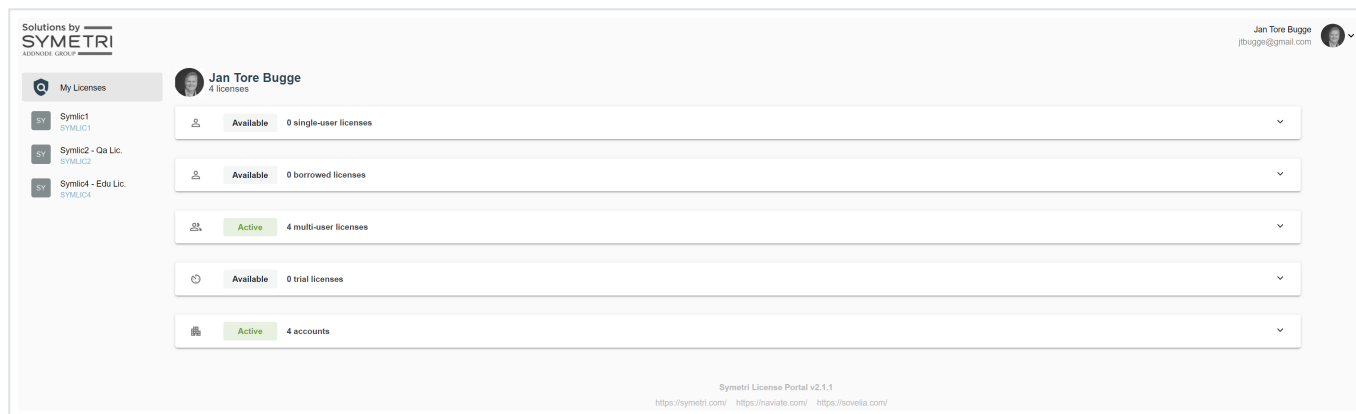 Solutions by
SYMETRI
ADDNODE GROUP
Jan Tore Bugge
jtbugge@gmail.com
My Licenses
SY
Symlic1
SYMLIC1
SY
Symlic2 - Qa Lic.
SYMLIC2
SY
Symlic4 - Edu Lic.
SYMLIC4
Jan Tore Bugge
4 licenses
Available 0 single-user licenses
Available 0 borrowed licenses
Active 4 multi-user licenses
Available 0 trial licenses
Active 4 accounts
Symetri License Portal v2.1.1
https://symetri.com/ https://naviate.com/ https://sovelia.com/